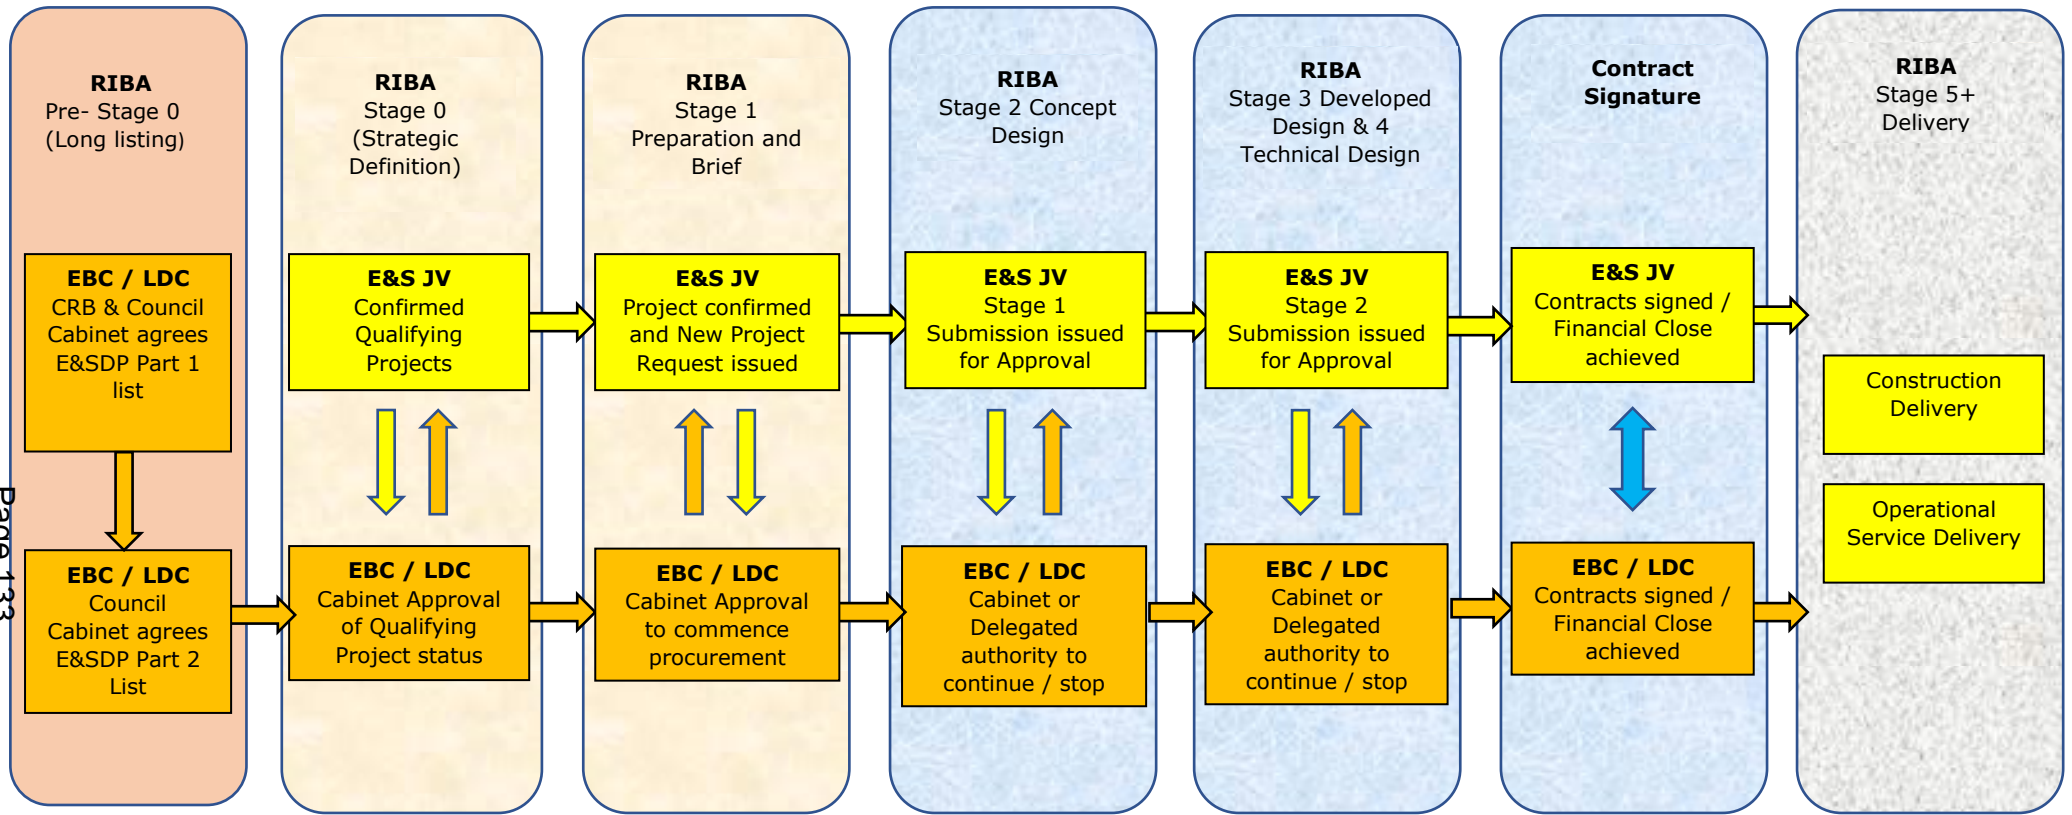 RIBA
Pre- Stage 0
(Long listing)
EBC / LDC
CRB & Council
Cabinet agrees
E&SDP Part 1
list
EBC / LDC
Council
Cabinet agrees
E&SDP Part 2
List
RIBA
Stage 0
(Strategic
Definition)
E&S JV
Confirmed
Qualifying
Projects
EBC / LDC
Cabinet Approval
of Qualifying
Project status
RIBA
Stage 1
Preparation and
Brief
E&S JV
Project confirmed
and New Project
Request issued
EBC / LDC
Cabinet Approval
to commence
procurement
RIBA
Stage 2 Concept
Design
E&S JV
Stage 1
Submission issued
for Approval
EBC / LDC
Cabinet or
Delegated
authority to
continue / stop
RIBA
Stage 3 Developed
Design & 4
Technical Design
E&S JV
Stage 2
Submission issued
for Approval
EBC / LDC
Cabinet or
Delegated
authority to
continue / stop
Contract
Signature
E&S JV
Contracts signed /
Financial Close
achieved
EBC / LDC
Contracts signed /
Financial Close
achieved
RIBA
Stage 5+
Delivery
Construction
Delivery
Operational
Service Delivery
Page 133